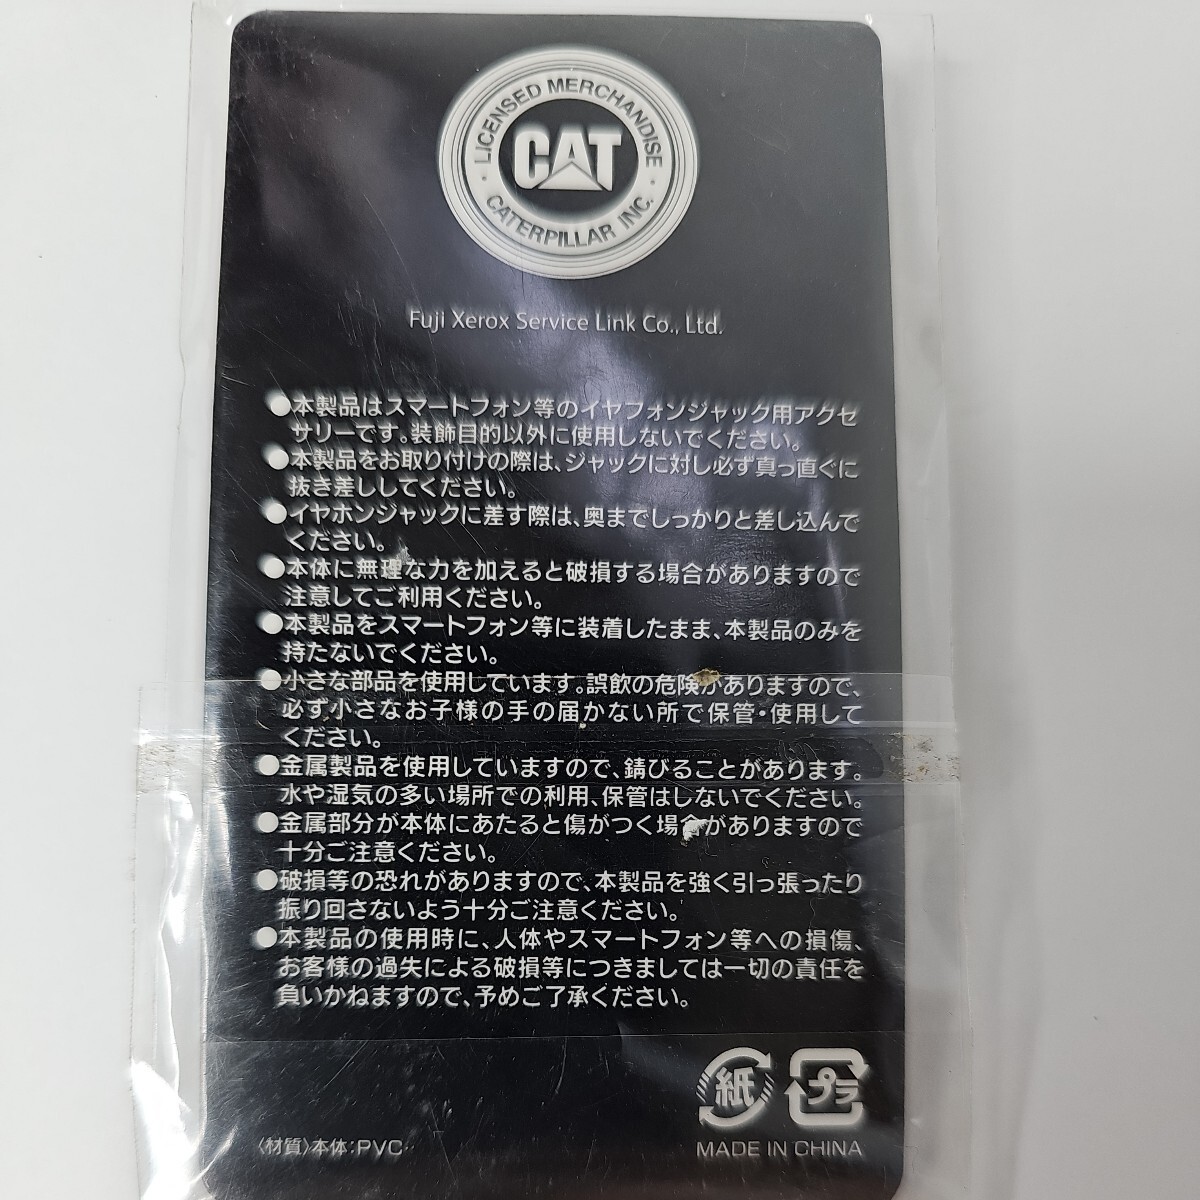 LICENSED MERCHANDISE
CAT
CATERPILLAR INC.
Fuji Xerox Service Link Co., Ltd.
●本製品はスマートフォン等のイヤフォンジャック用アクセ
サリーです。装飾目的以外に使用しないでください。
●本製品をお取り付けの際は、ジャックに対し必ず真っ直ぐに
抜き差ししてください。
●イヤホンジャックに差す際は、奥までしっかりと差し込んで
ください。
●本体に無理な力を加えると破損する場合がありますので
注意してご利用ください。
●本製品をスマートフォン等に装着したまま、本製品のみを
持たないでください。
●小さな部品を使用しています。誤飲の危険がありますので、
必ず小さなお子様の手の届かない所で保管・使用して
ください。
●金属製品を使用していますので、錆びることがあります。
水や湿気の多い場所での利用、保管はしないでください。
●金属部分が本体にあたると傷がつく場合がありますので
十分ご注意ください。
●破損等の恐れがありますので、本製品を強く引っ張ったり
振り回さないよう十分ご注意ください。
●本製品の使用時に、人体やスマートフォン等への損傷、
お客様の過失による破損等につきましては一切の責任を
負いかねますので、予めご了承ください。
紙 プラ
〈材質〉本体:PVC MADE IN CHINA